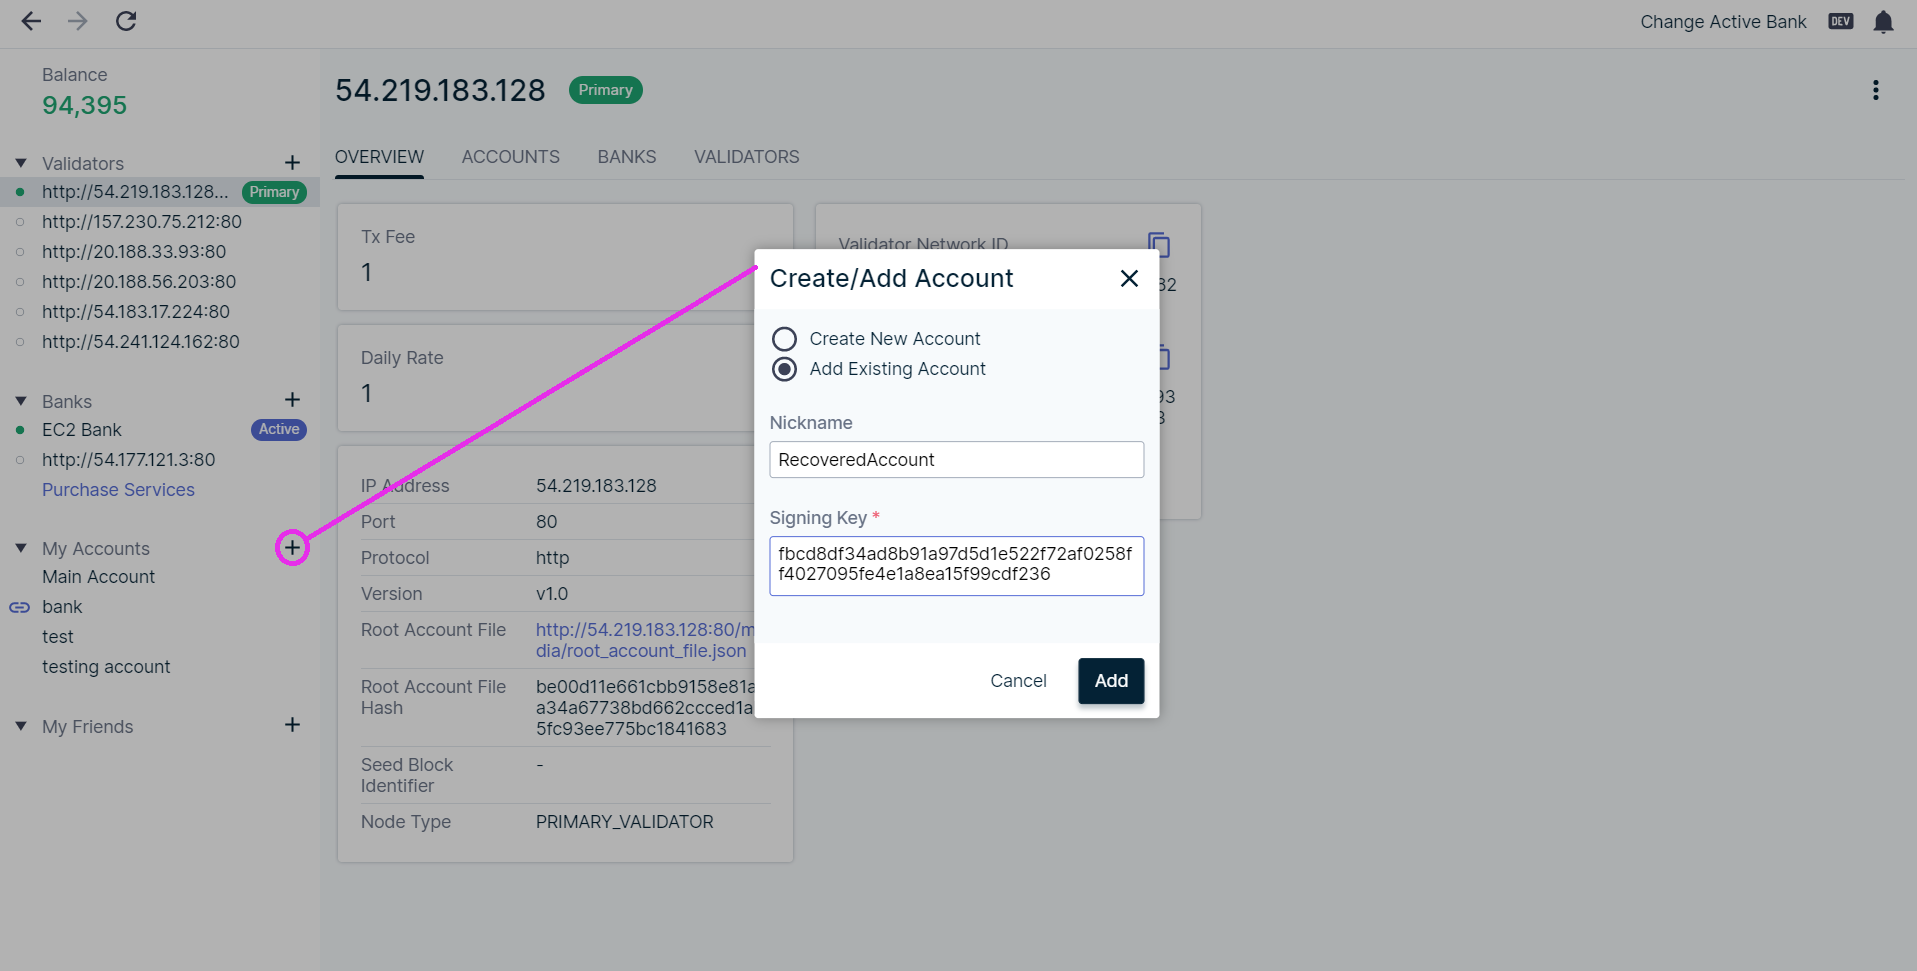 Change Active Bank
DEV
Balance
94,395
Validators
http://54.219.183.128... Primary
http://157.230.75.212:80
http://20.188.33.93:80
http://20.188.56.203:80
http://54.183.17.224:80
http://54.241.124.162:80
Banks
EC2 Bank Active
http://54.177.121.3:80
Purchase Services
My Accounts
Main Account
bank
test
testing account
My Friends
54.219.183.128 Primary
OVERVIEW ACCOUNTS BANKS VALIDATORS
Tx Fee
1
Daily Rate
1
IP Address 54.219.183.128
Port 80
Protocol http
Version v1.0
Root Account File http://54.219.183.128:80/m
dia/root_account_file.json
Root Account File be00d11e661cbb9158e81a
Hash a34a67738bd662ccced1a
5fc93ee775bc1841683
Seed Block -
Identifier
Node Type PRIMARY_VALIDATOR
Validator Network ID
32
93
3
Create/Add Account
Create New Account
Add Existing Account
Nickname
RecoveredAccount
Signing Key *
fbcd8df34ad8b91a97d5d1e522f72af0258f
f4027095fe4e1a8ea15f99cdf236
Cancel Add